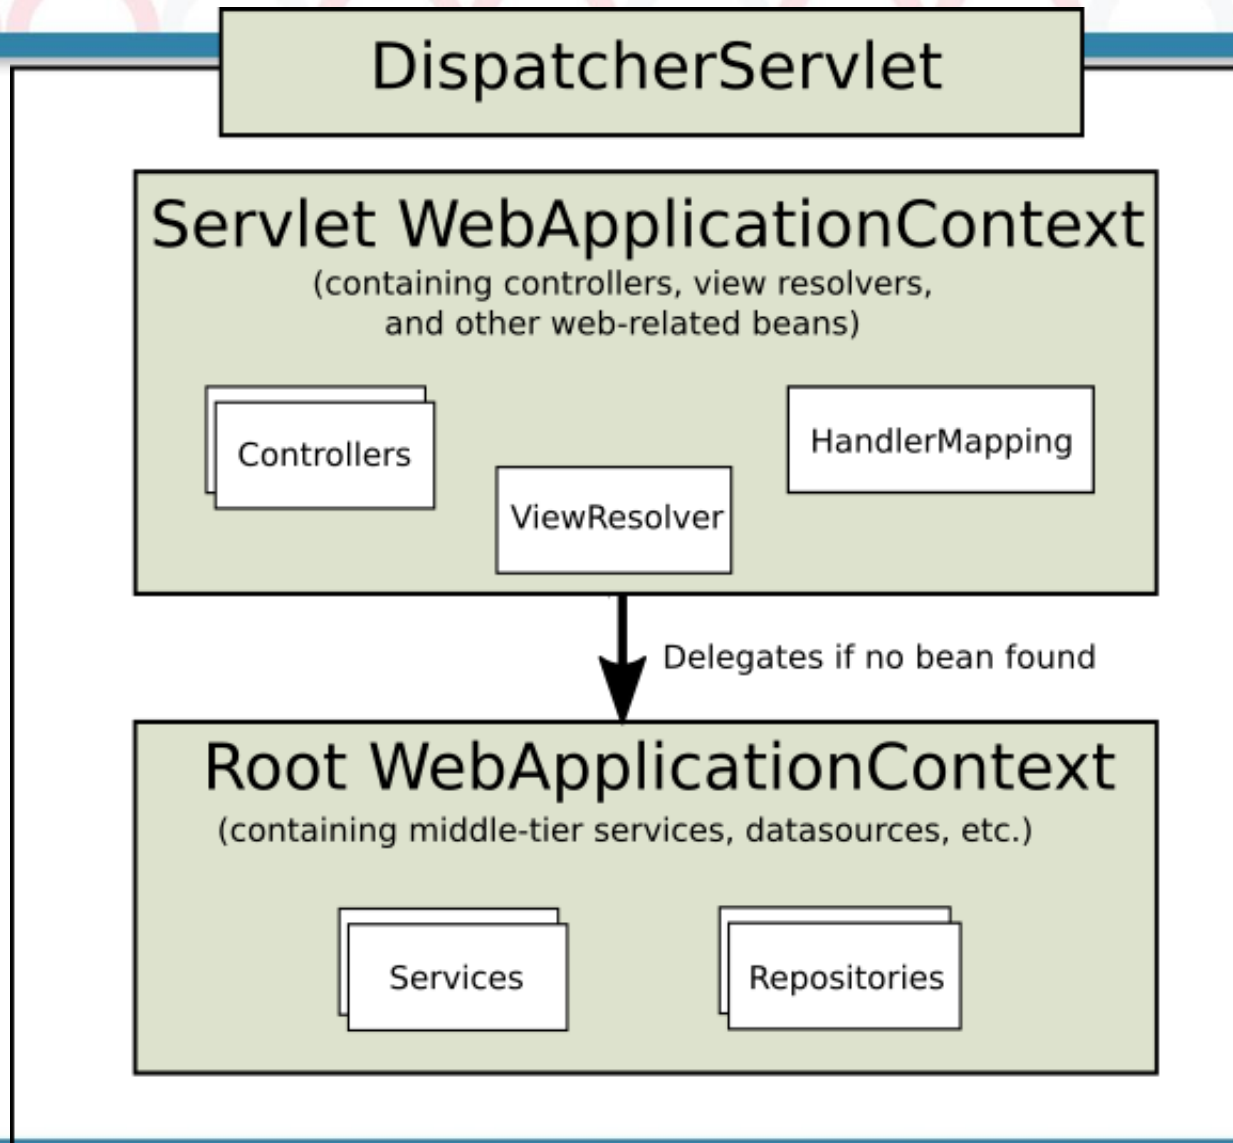 DispatcherServlet
Servlet WebApplicationContext
(containing controllers, view resolvers,
and other web-related beans)
Controllers
HandlerMapping
ViewResolver
Delegates if no bean found
Root WebApplicationContext
(containing middle-tier services, datasources, etc.)
Services
Repositories